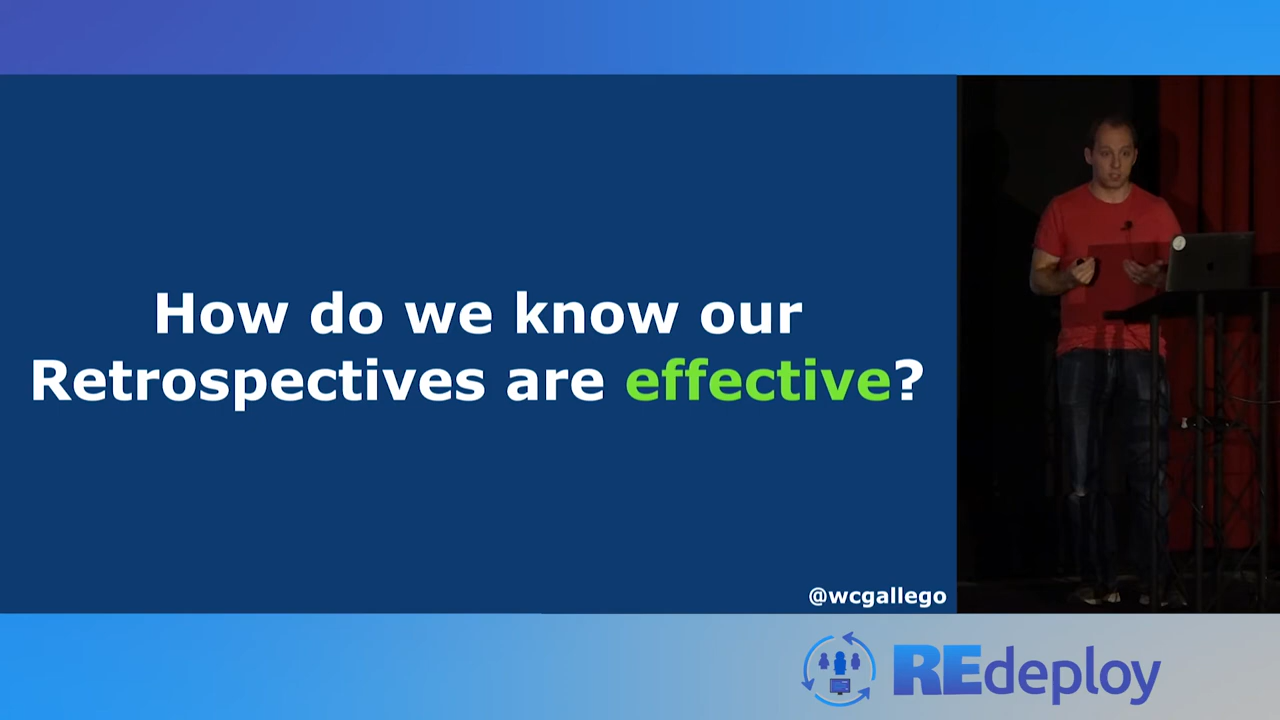 How do we know our
Retrospectives are effective?
@wcgallego
REdeploy